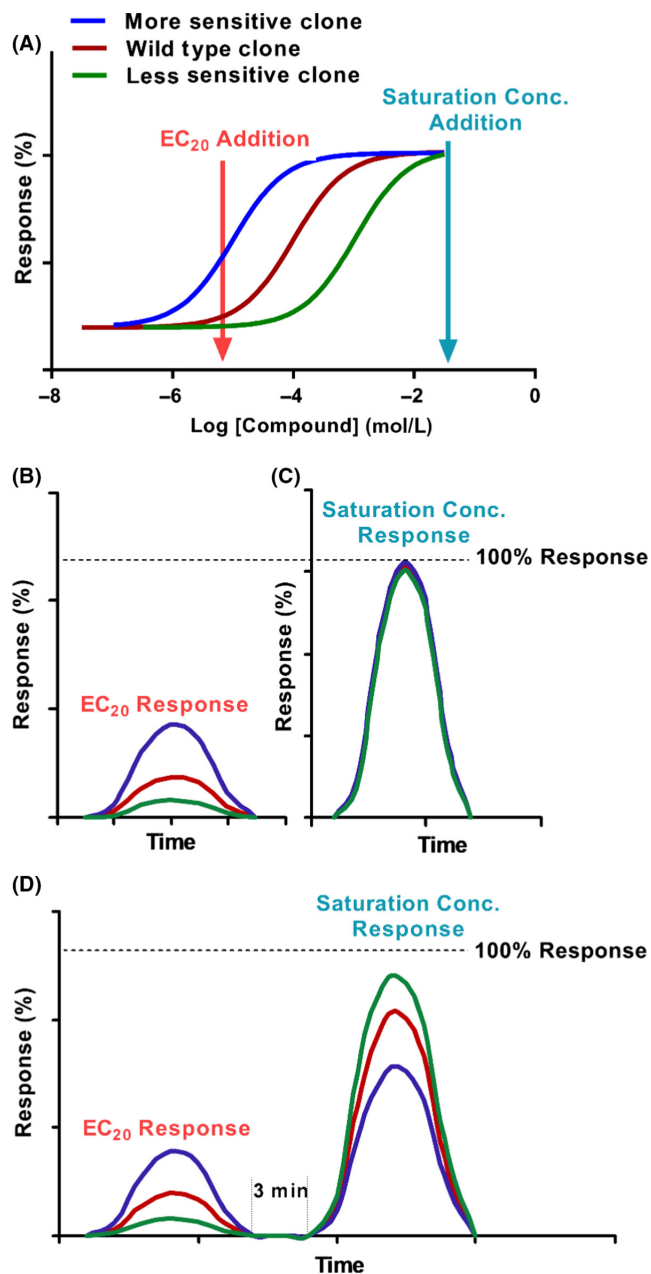 More sensitive clone
(A) Wild type clone
Less sensitive clone
Saturation Conc.
Addition
EC20 Addition
Response (%)
–8 –6 –4 –2 0
Log [Compound] (mol/L)
(B) (C)
Saturation Conc.
Response
100% Response
EC20 Response
Response (%)
Response (%)
Time
Time
(D)
Saturation Conc.
Response
100% Response
Response (%)
EC20 Response
3 min
Time